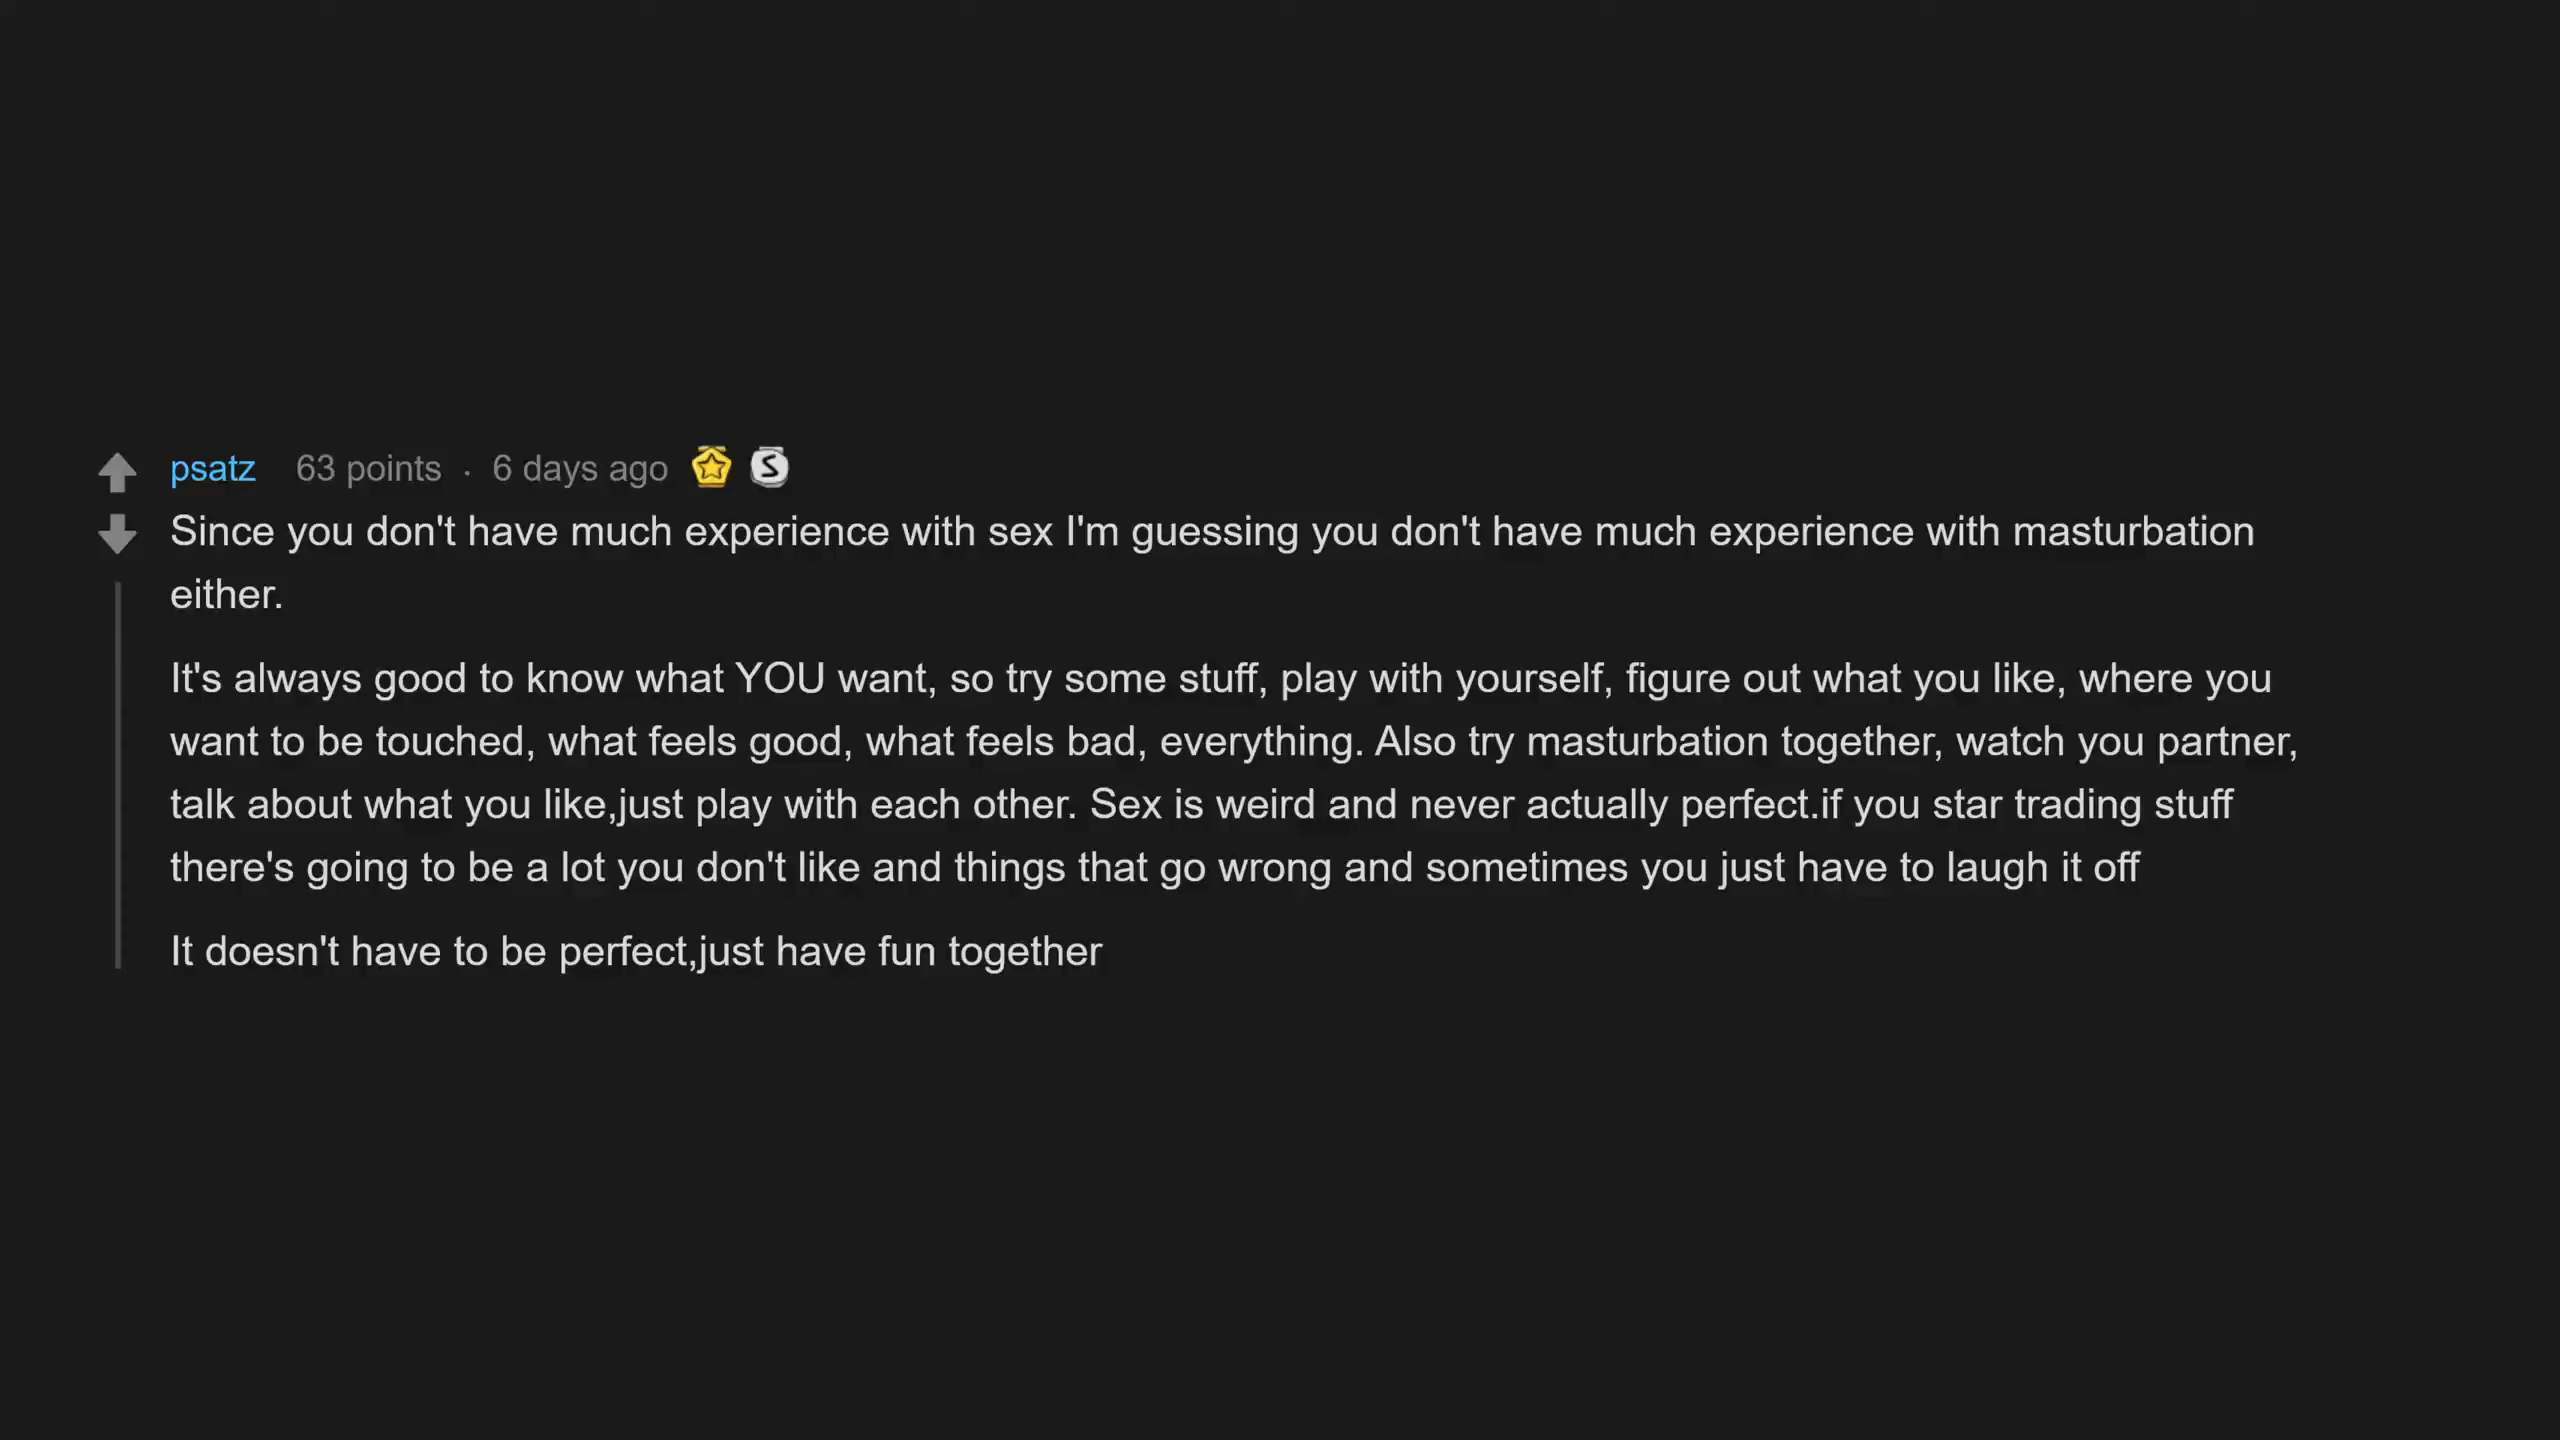 psatz 63 points · 6 days ago
Since you don't have much experience with sex I'm guessing you don't have much experience with masturbation
either.
It's always good to know what YOU want, so try some stuff, play with yourself, figure out what you like, where you
want to be touched, what feels good, what feels bad, everything. Also try masturbation together, watch you partner,
talk about what you like,just play with each other. Sex is weird and never actually perfect.if you star trading stuff
there's going to be a lot you don't like and things that go wrong and sometimes you just have to laugh it off
It doesn't have to be perfect,just have fun together